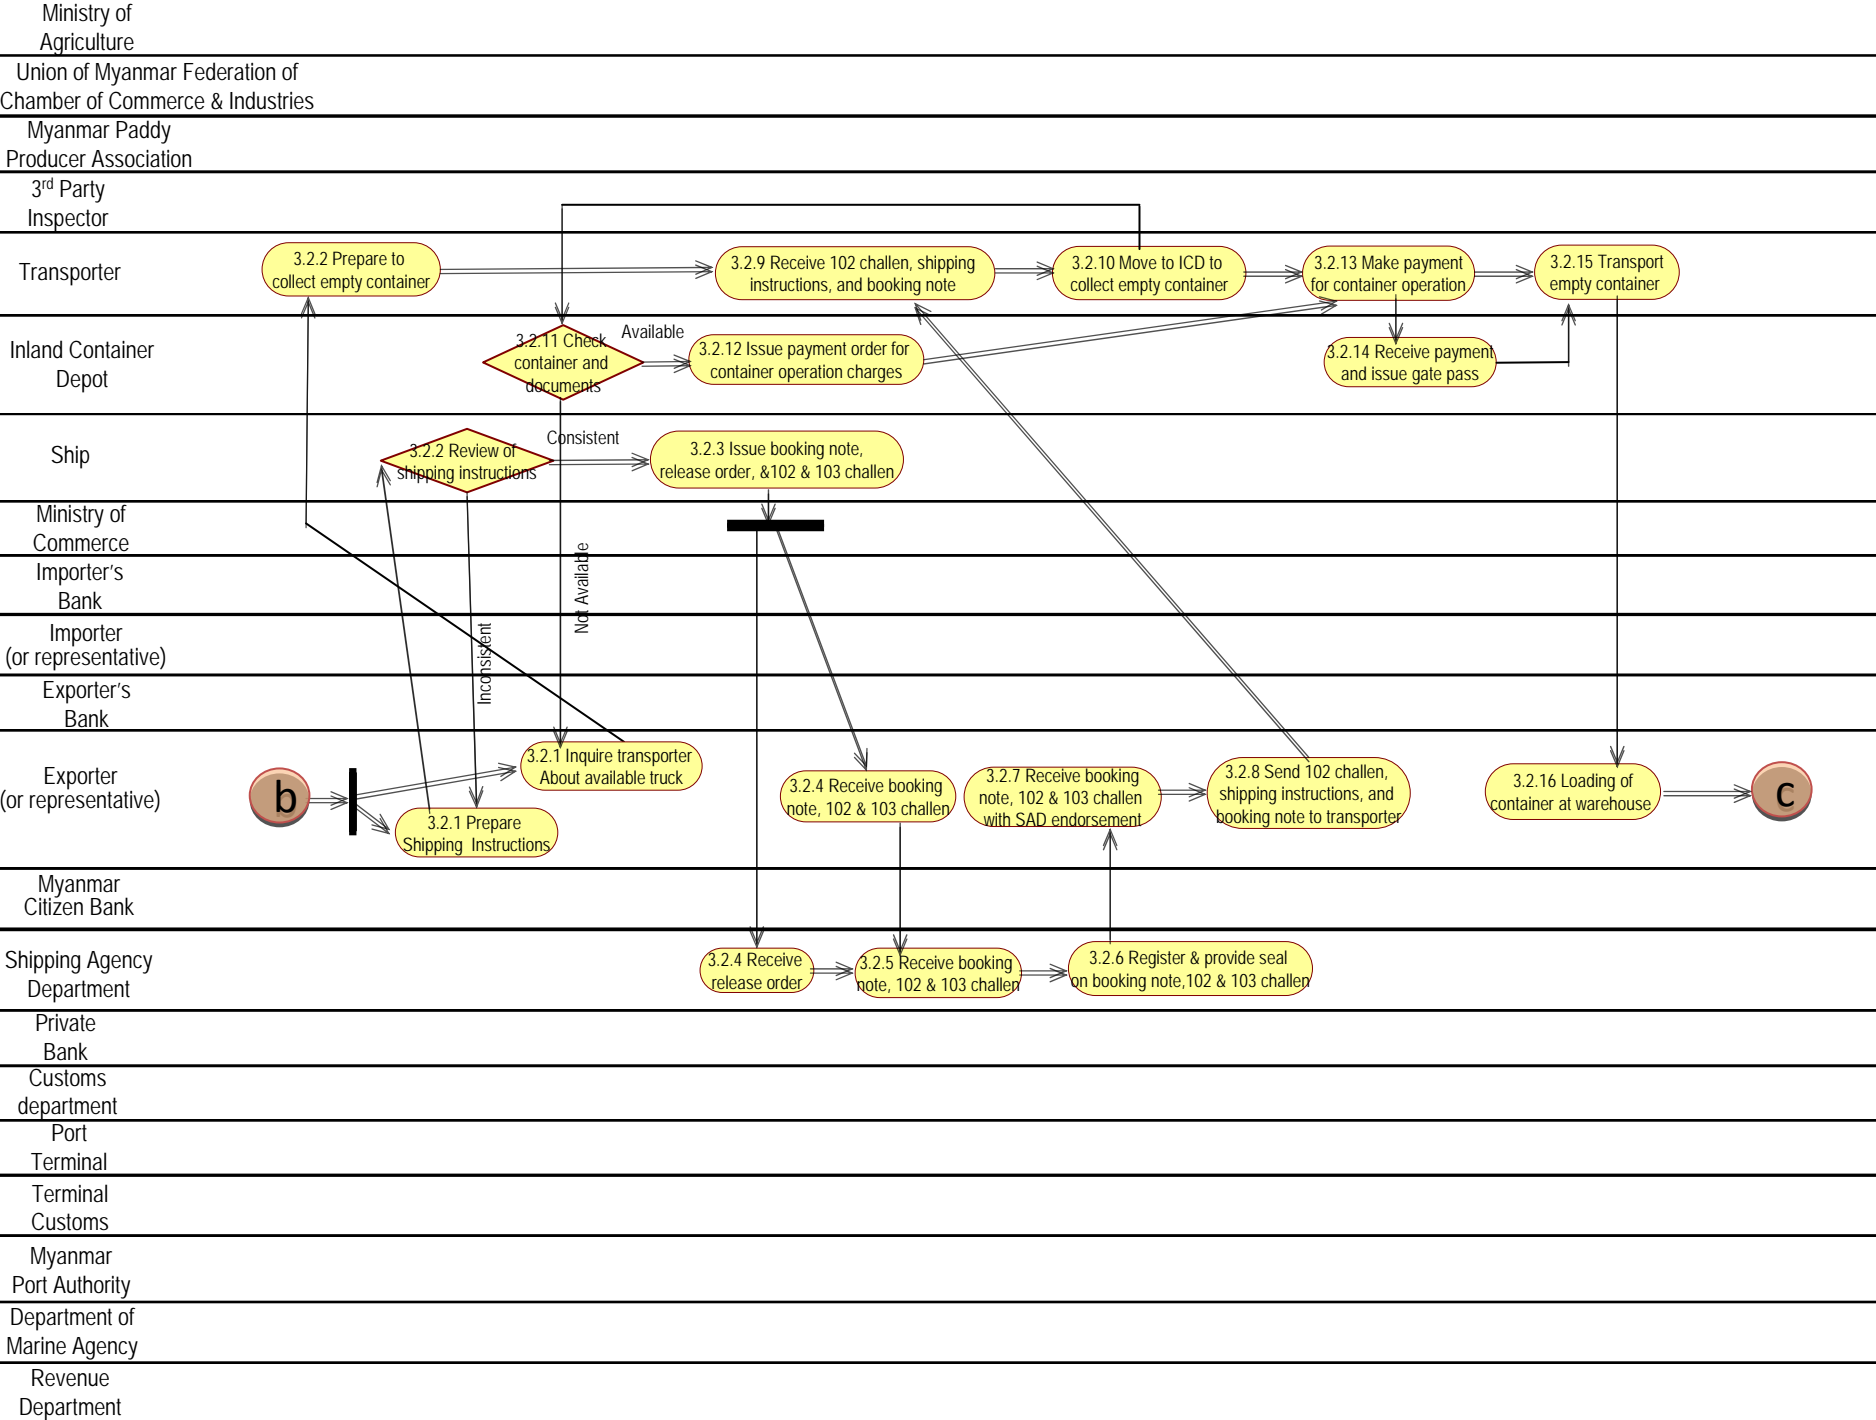 Ministry of
Agriculture
Union of Myanmar Federation of
Chamber of Commerce & Industries
Myanmar Paddy
Producer Association
3rd Party
Inspector
Transporter
3.2.2 Prepare to
collect empty container
3.2.9 Receive 102 challen, shipping
instructions, and booking note
3.2.10 Move to ICD to
collect empty container
3.2.13 Make payment
for container operation
3.2.15 Transport
empty container
Inland Container
Depot
3.2.11 Check
container and
documents
Available
3.2.12 Issue payment order for
container operation charges
3.2.14 Receive payment
and issue gate pass
Ship
3.2.2 Review of
shipping instructions
Consistent
3.2.3 Issue booking note,
release order, &102 & 103 challen
Ministry of
Commerce
Importer's
Bank
Not Available
Importer
(or representative)
Inconsistent
Exporter's
Bank
Exporter
(or representative)
b
3.2.1 Inquire transporter
About available truck
3.2.1 Prepare
Shipping Instructions
3.2.4 Receive booking
note, 102 & 103 challen
3.2.7 Receive booking
note, 102 & 103 challen
with SAD endorsement
3.2.8 Send 102 challen,
shipping instructions, and
booking note to transporter
3.2.16 Loading of
container at warehouse
c
Myanmar
Citizen Bank
Shipping Agency
Department
3.2.4 Receive
release order
3.2.5 Receive booking
note, 102 & 103 challen
3.2.6 Register & provide seal
on booking note,102 & 103 challen
Private
Bank
Customs
department
Port
Terminal
Terminal
Customs
Myanmar
Port Authority
Department of
Marine Agency
Revenue
Department